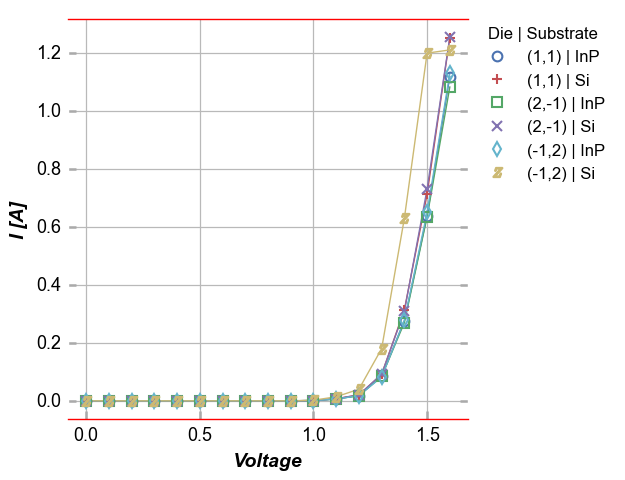 Die | Substrate
(1,1) | InP
(1,1) | Si
(2,-1) | InP
(2,-1) | Si
(-1,2) | InP
(-1,2) | Si
1.2
1.0
0.8
0.6
0.4
0.2
0.0
I [A]
0.0 0.5 1.0 1.5
Voltage